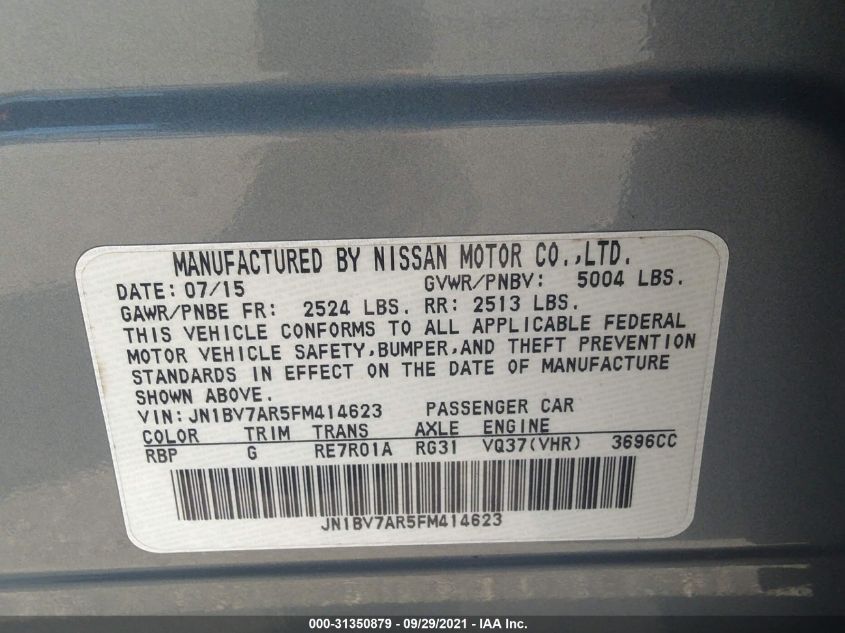 MANUFACTURED BY NISSAN MOTOR CO.,LTD.
DATE: 07/15 GVWR/PNBV: 5004 LBS.
GAWR/PNBE FR: 2524 LBS. RR: 2513 LBS.
THIS VEHICLE CONFORMS TO ALL APPLICABLE FEDERAL
MOTOR VEHICLE SAFETY,BUMPER,AND THEFT PREVENTION
STANDARDS IN EFFECT ON THE DATE OF MANUFACTURE
SHOWN ABOVE.
VIN: JN1BV7AR5FM414623 PASSENGER CAR
COLOR TRIM TRANS AXLE ENGINE
RBP G RE7R01A RG31 VQ37(VHR) 3696CC
JN1BV7AR5FM414623
000-31350879 - 09/29/2021 - IAA Inc.